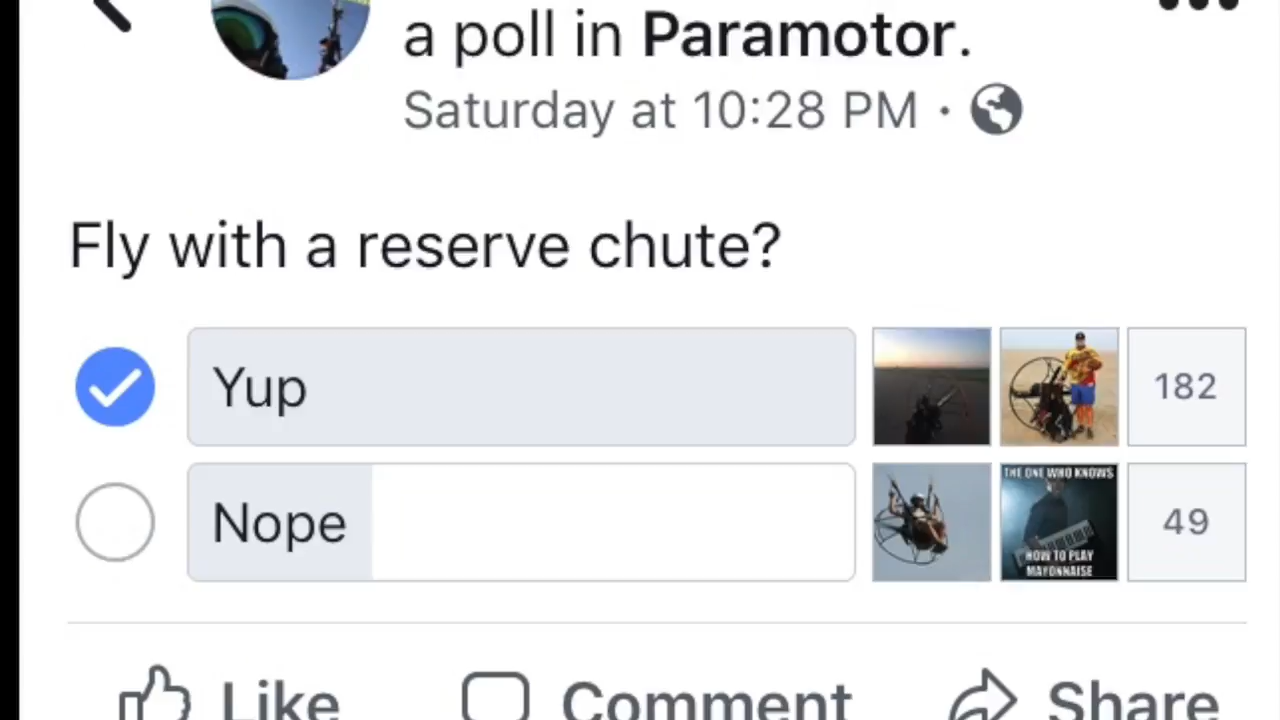 a poll in Paramotor.
Saturday at 10:28 PM ·
Fly with a reserve chute?
Yup
182
THE ONE WHO KNOWS
Nope
49
HOW TO PLAY
MAYONNAISE
Like
Comment
Share